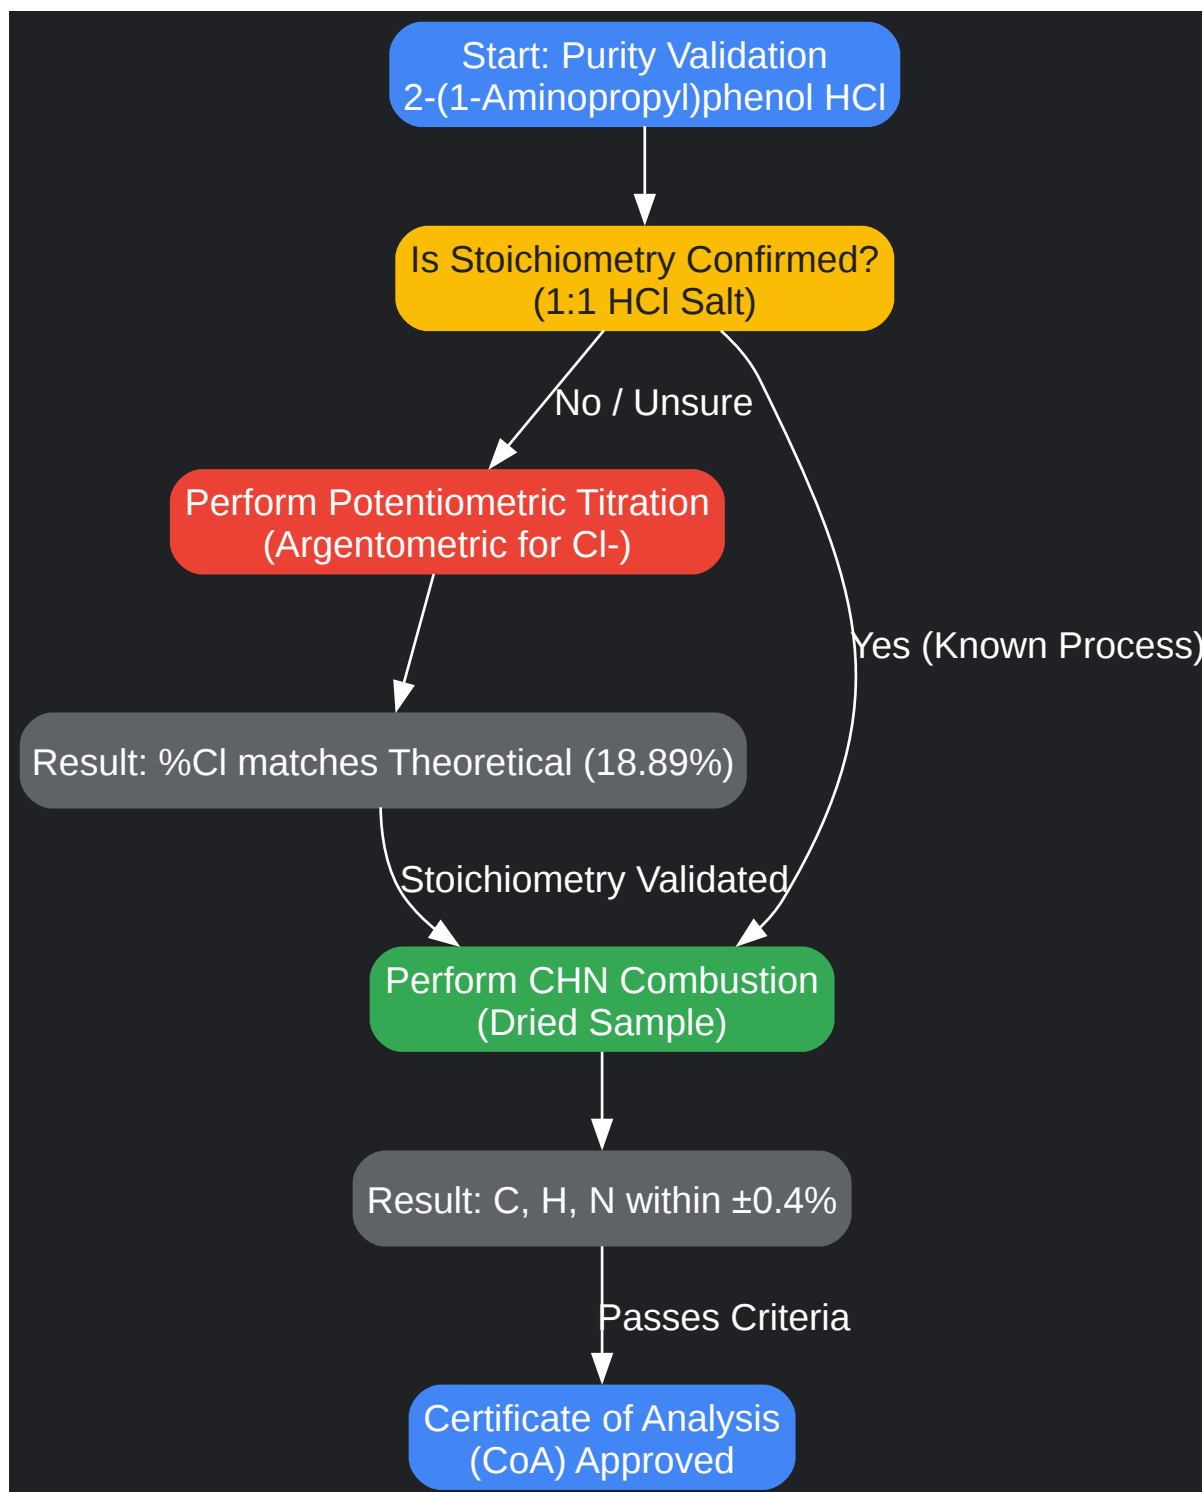 Start: Purity Validation
2-(1-Aminopropyl)phenol HCl
Is Stoichiometry Confirmed?
(1:1 HCl Salt)
No / Unsure
Perform Potentiometric Titration
(Argentometric for Cl-)
Yes (Known Process)
Result: %Cl matches Theoretical (18.89%)
Stoichiometry Validated
Perform CHN Combustion
(Dried Sample)
Result: C, H, N within ±0.4%
Passes Criteria
Certificate of Analysis
(CoA) Approved